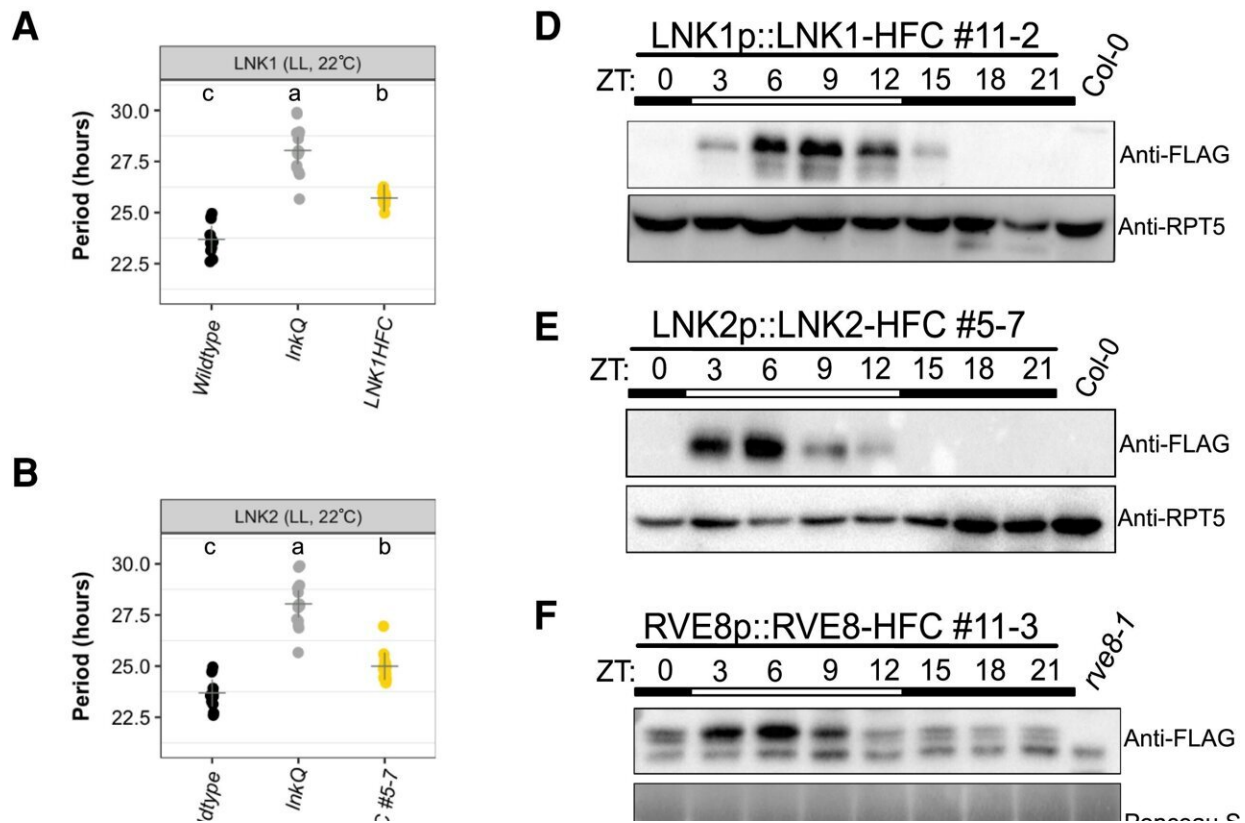 A
LNK1 (LL, 22°C)
c a b
30.0
27.5
25.0
22.5
Period (hours)
Wildtype lnkQ LNK1HFC
B
LNK2 (LL, 22°C)
c a b
30.0
27.5
25.0
22.5
Period (hours)
ldtype lnkQ C #5-7
D
LNK1p::LNK1-HFC #11-2
ZT: 0 3 6 9 12 15 18 21 Col-0
Anti-FLAG
Anti-RPT5
E
LNK2p::LNK2-HFC #5-7
ZT: 0 3 6 9 12 15 18 21 Col-0
Anti-FLAG
Anti-RPT5
F
RVE8p::RVE8-HFC #11-3
ZT: 0 3 6 9 12 15 18 21 rve8-1
Anti-FLAG